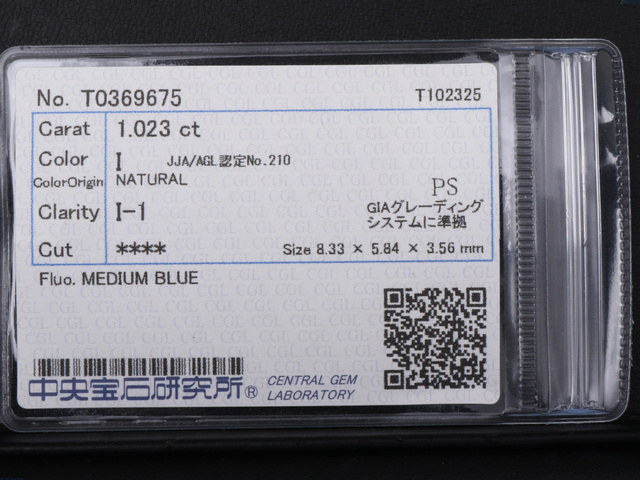 No. T0369675 T102325
Carat 1.023 ct
Color I JJA/AGL認定No.210
ColorOrigin NATURAL
PS
Clarity I-1 GIAグレーディング
システムに準拠
Cut **** Size 8.33 × 5.84 × 3.56 mm
Fluo. MEDIUM BLUE
中央宝石研究所® CENTRAL GEM
LABORATORY